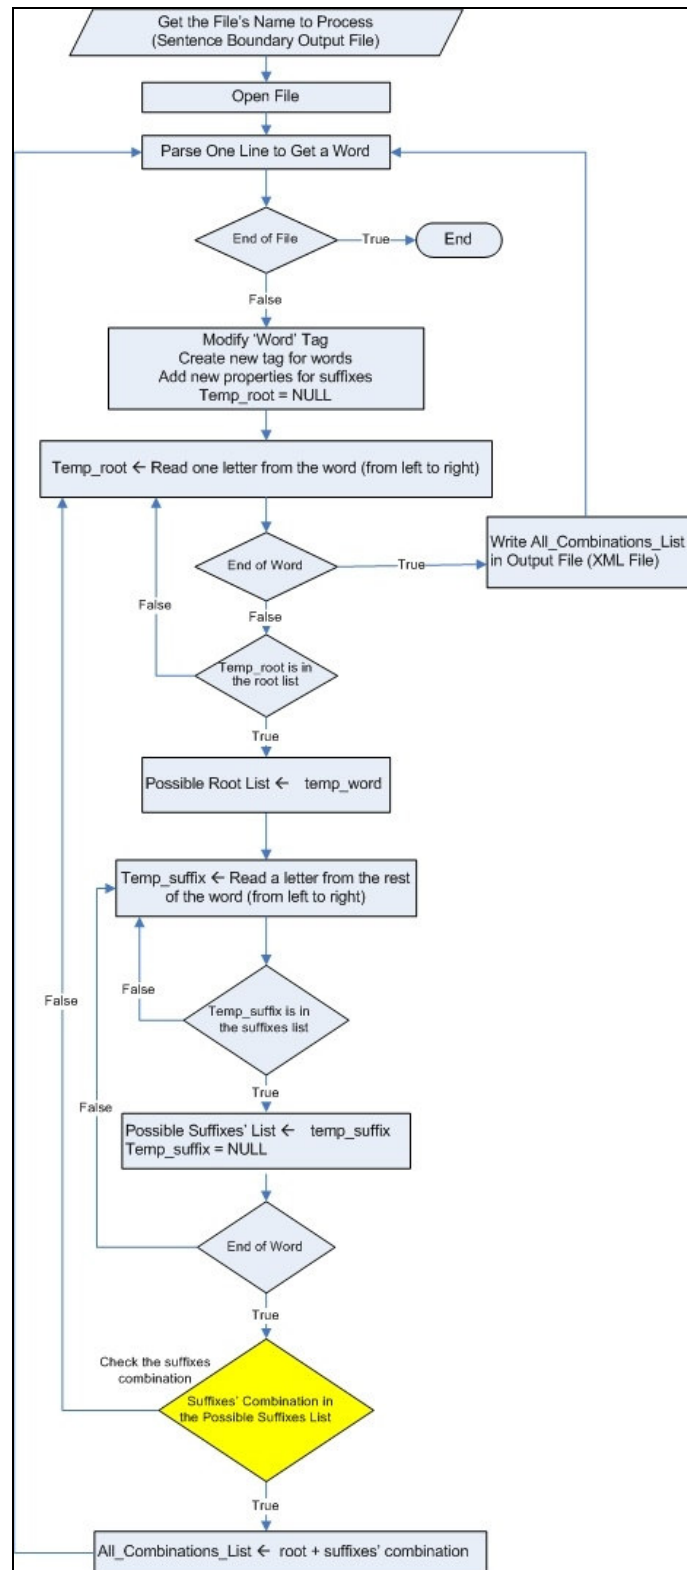 Get the File's Name to Process
(Sentence Boundary Output File)
Open File
Parse One Line to Get a Word
End of File
True
End
False
Modify ‘Word’ Tag
Create new tag for words
Add new properties for suffixes
Temp_root = NULL
Temp_root ← Read one letter from the word (from left to right)
End of Word
True
Write All_Combinations_List
in Output File (XML File)
False
False
Temp_root is in
the root list
True
Possible Root List ← temp_word
Temp_suffix ← Read a letter from the rest
of the word (from left to right)
False
False
Temp_suffix is in
the suffixes list
True
False
Possible Suffixes' List ← temp_suffix
Temp_suffix = NULL
End of Word
True
Check the suffixes
combination
Suffixes' Combination in
the Possible Suffixes List
True
All_Combinations_List ← root + suffixes' combination